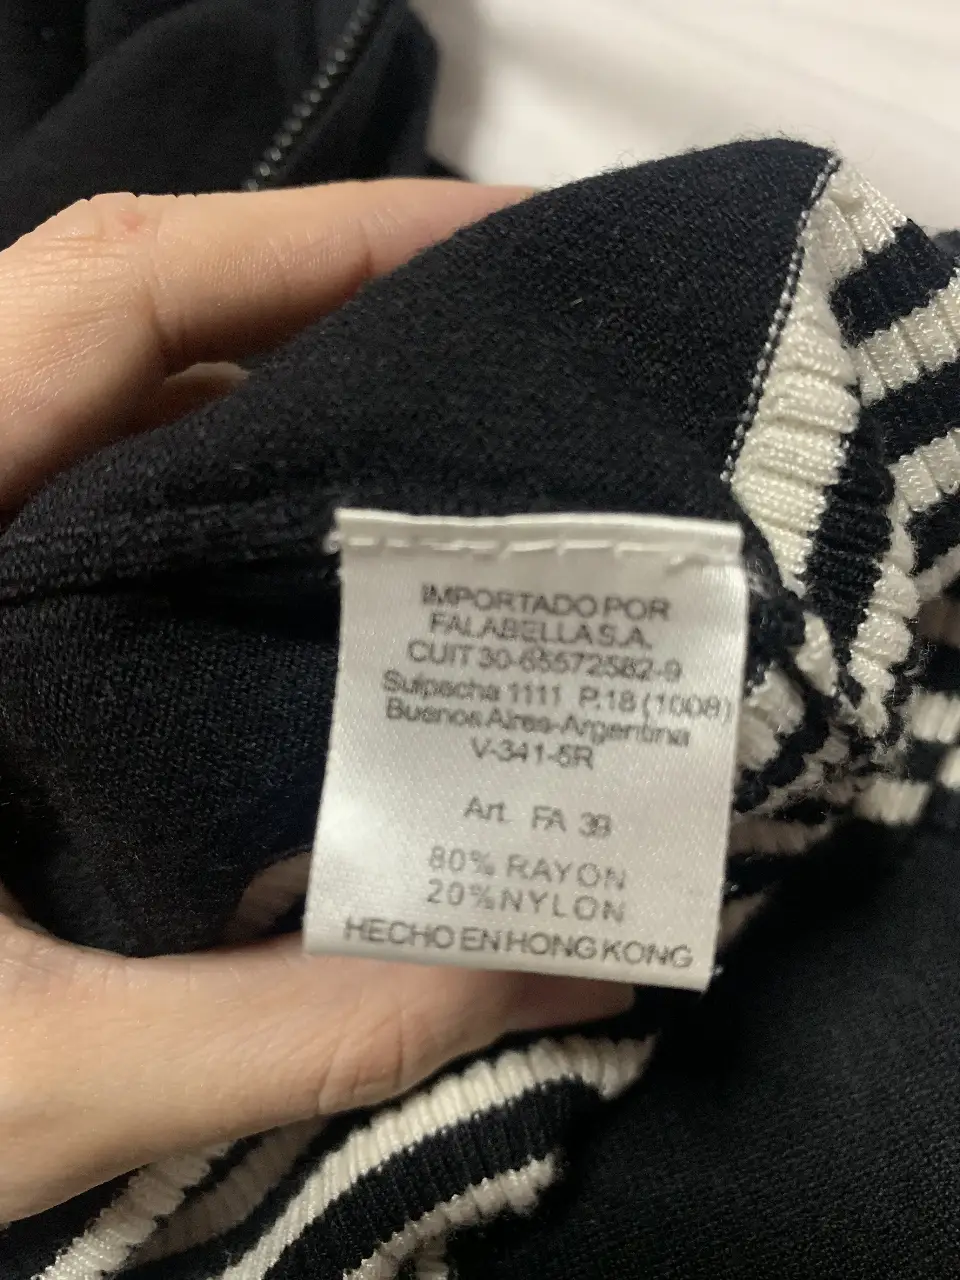 IMPORTADO POR
FALABELLA S.A.
CUIT 30-65572582-9
Suipacha 1111 P.18 (1008)
Buenos Aires-Argentina
V-341-5R
Art. FA 39
80% RAYON
20% NYLON
HECHO EN HONG KONG